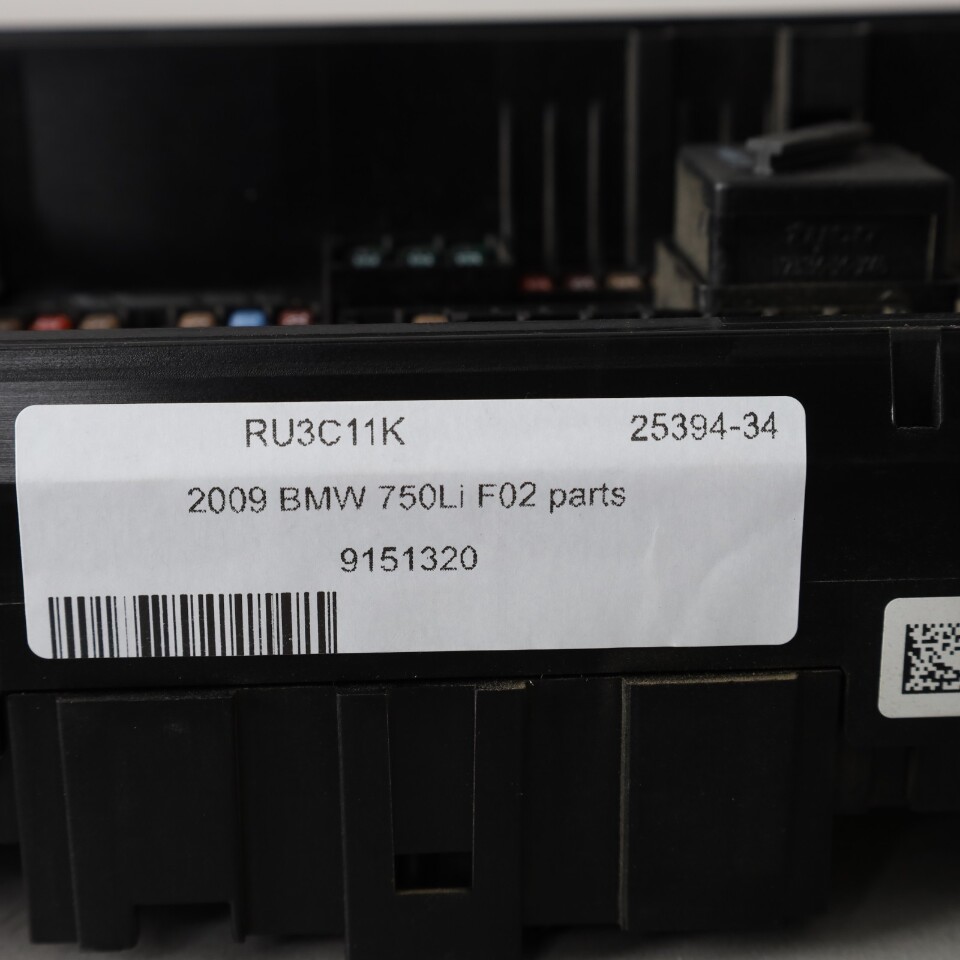 RU3C11K 25394-34
2009 BMW 750Li F02 parts
9151320